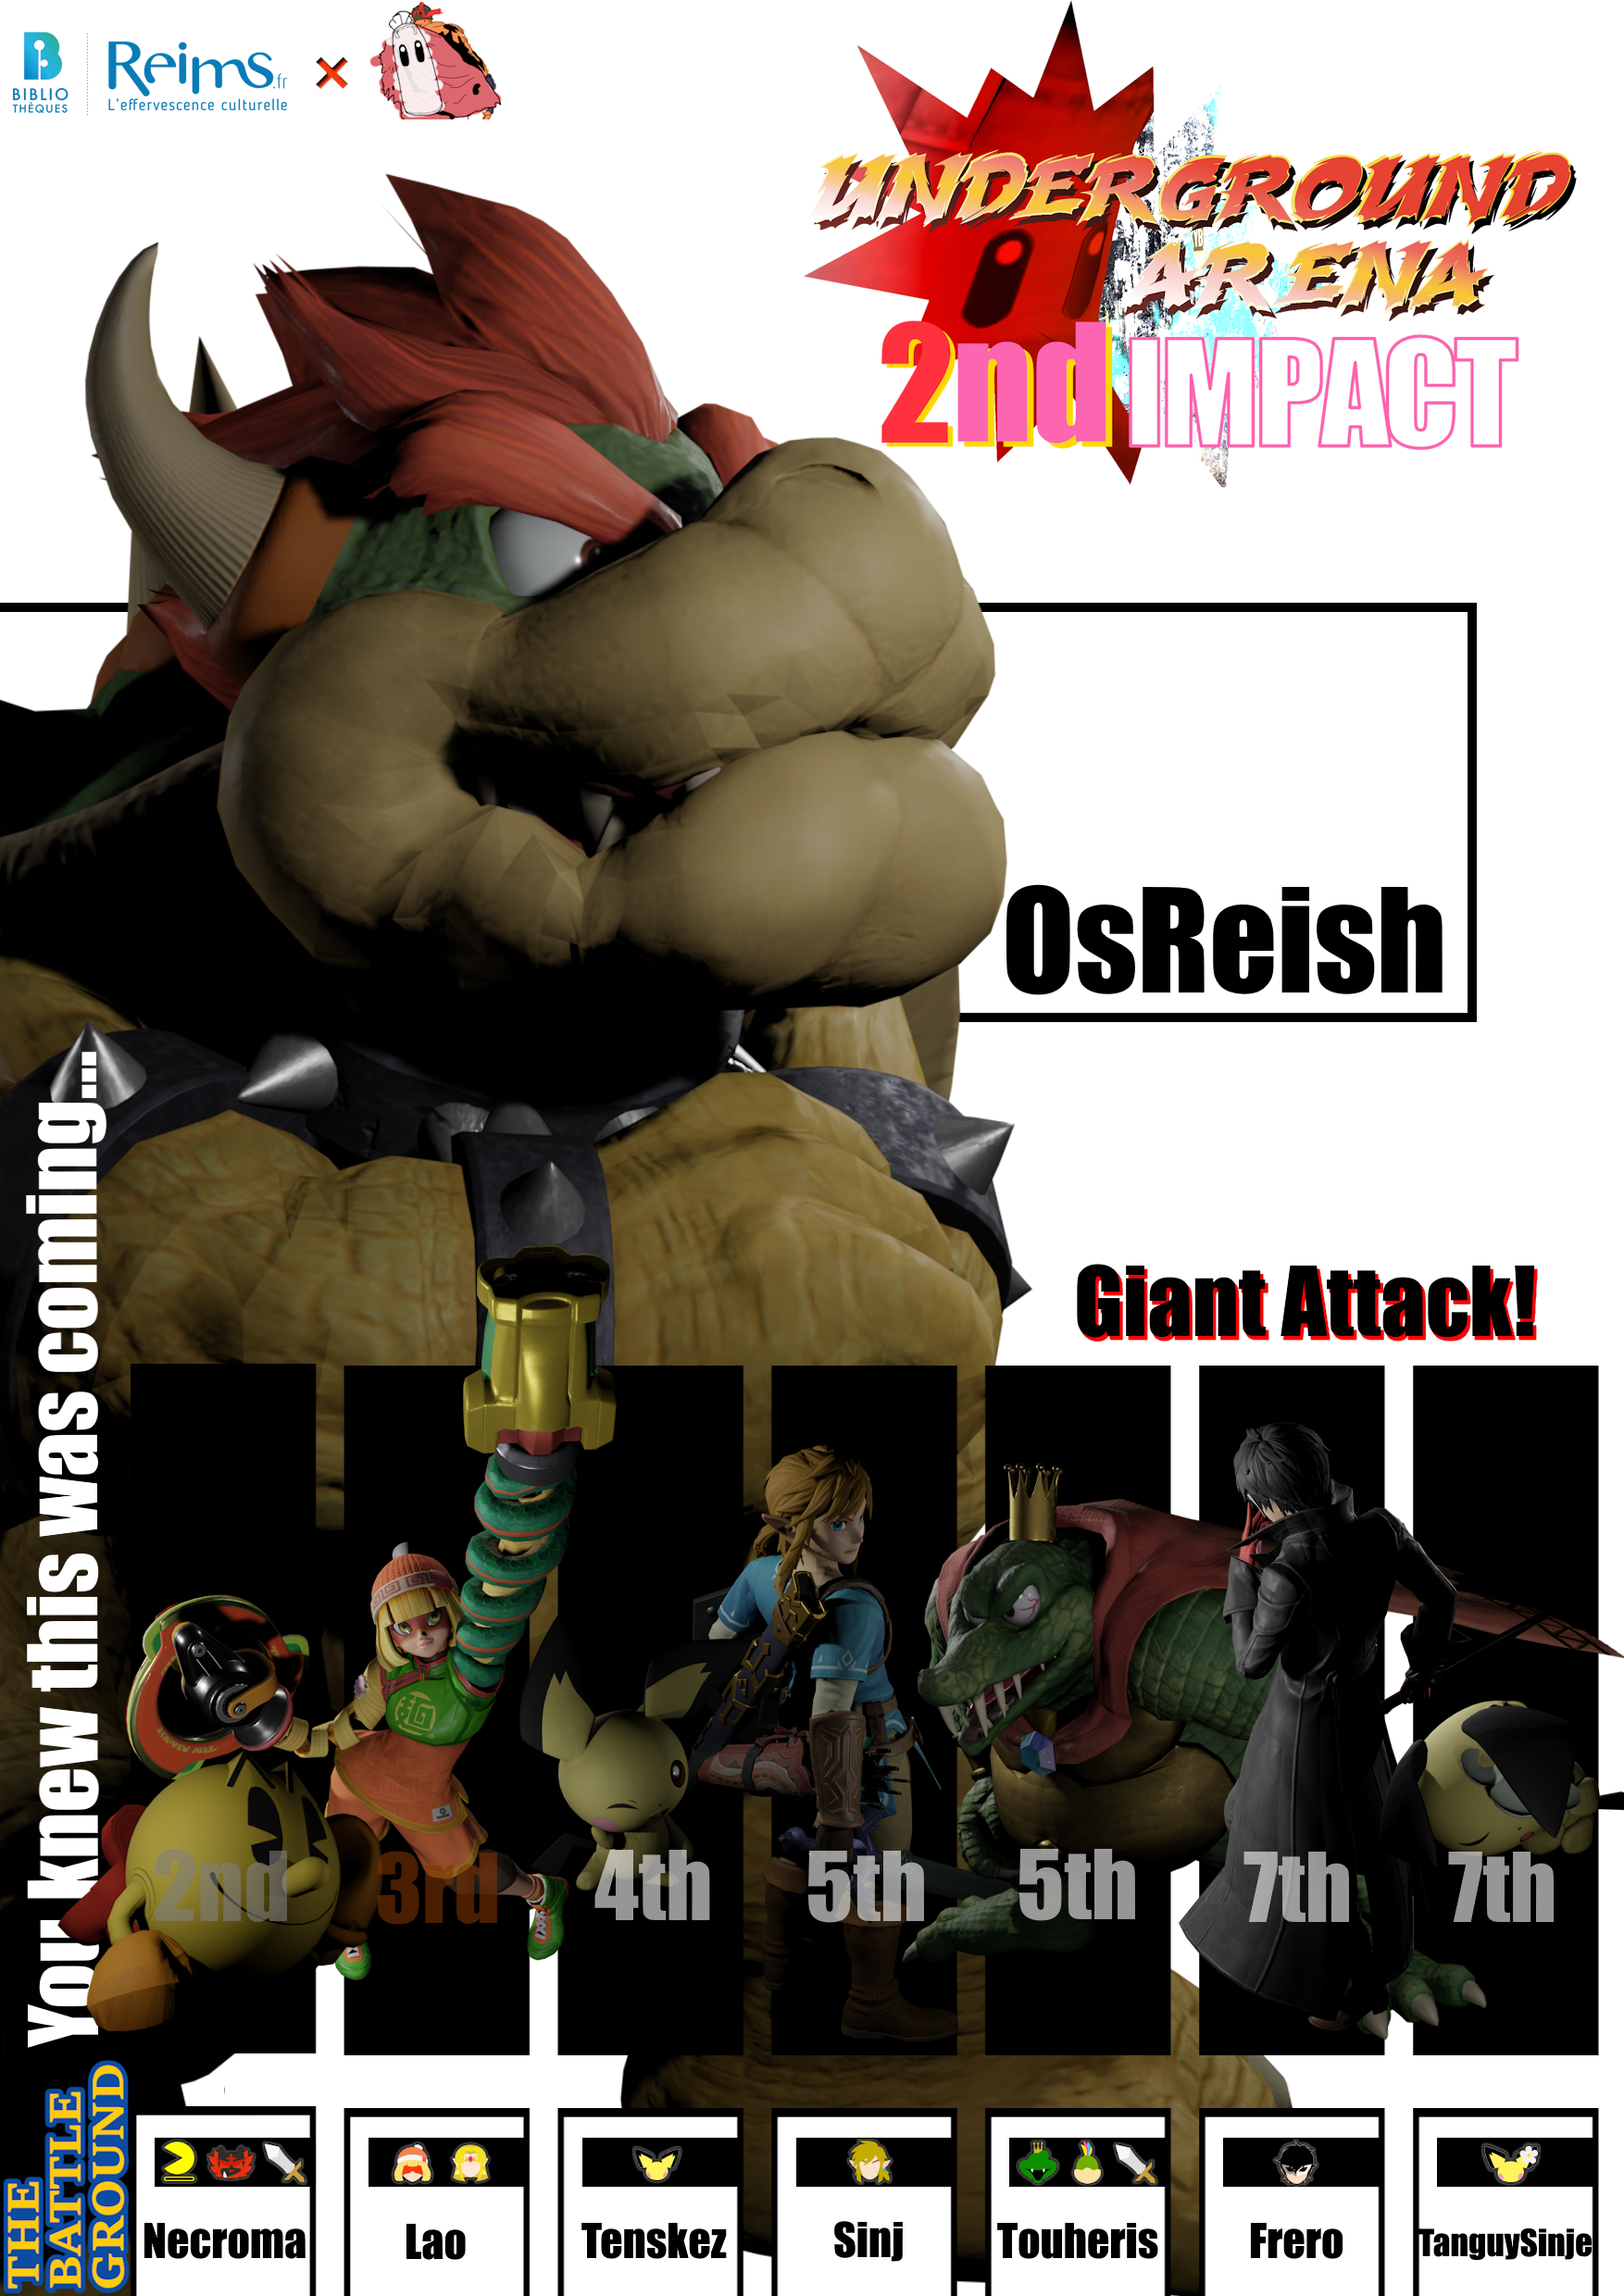 BIBLIO
THÈQUES
Reims.fr
L'effervescence culturelle
UNDERGROUND
ARENA
2nd IMPACT
OsReish
You knew this was coming...
Giant Attack!
2nd
3rd
4th
5th
5th
7th
7th
THE
BATTLE
GROUND
Necroma
Lao
Tenskez
Sinj
Touheris
Frero
TanguySinje